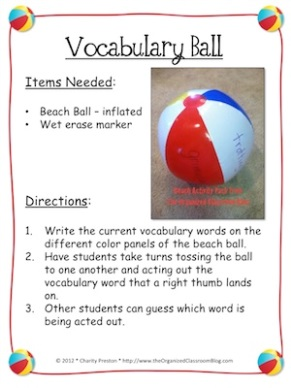 Vocabulary Ball
Items Needed:
• Beach Ball – inflated
• Wet erase marker
Directions:
1. Write the current vocabulary words on
the different color panels of the beach ball.
2. Have students take turns tossing the ball
to one another and acting out the
vocabulary word that a right thumb lands
on.
3. Other students can guess which word is
being acted out.
© 2012 * Charity Preston * http://www.theOrganizedClassroomBlog.com